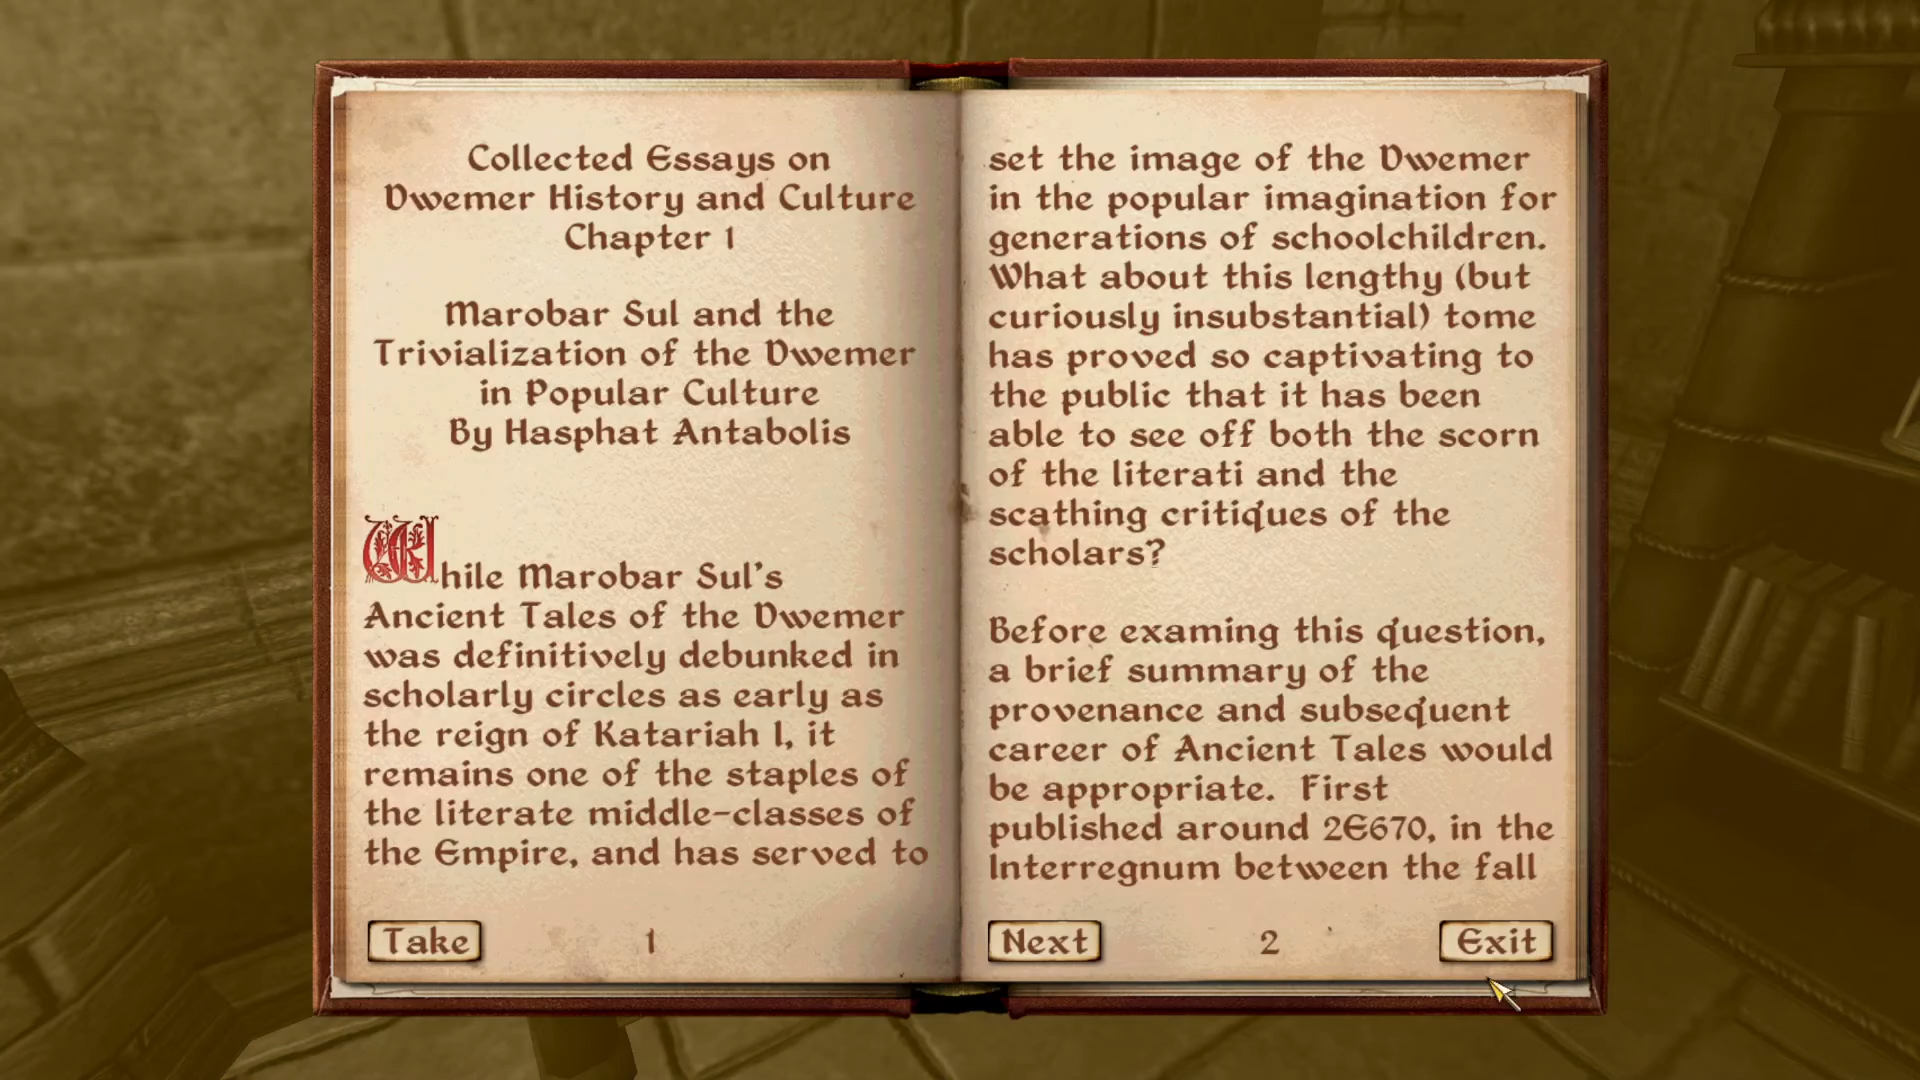 Collected Essays on
Dwemer History and Culture
Chapter 1
Marobar Sul and the
Trivialization of the Dwemer
in Popular Culture
By Hasphat Antabolis
While Marobar Sul's
Ancient Tales of the Dwemer
was definitively debunked in
scholarly circles as early as
the reign of Katariah I, it
remains one of the staples of
the literate middle-classes of
the Empire, and has served to
Take
1
set the image of the Dwemer
in the popular imagination for
generations of schoolchildren.
What about this lengthy (but
curiously insubstantial) tome
has proved so captivating to
the public that it has been
able to see off both the scorn
of the literati and the
scathing critiques of the
scholars?
Before examing this question,
a brief summary of the
provenance and subsequent
career of Ancient Tales would
be appropriate.  First
published around 2E670, in the
Interregnum between the fall
Next
2
Exit